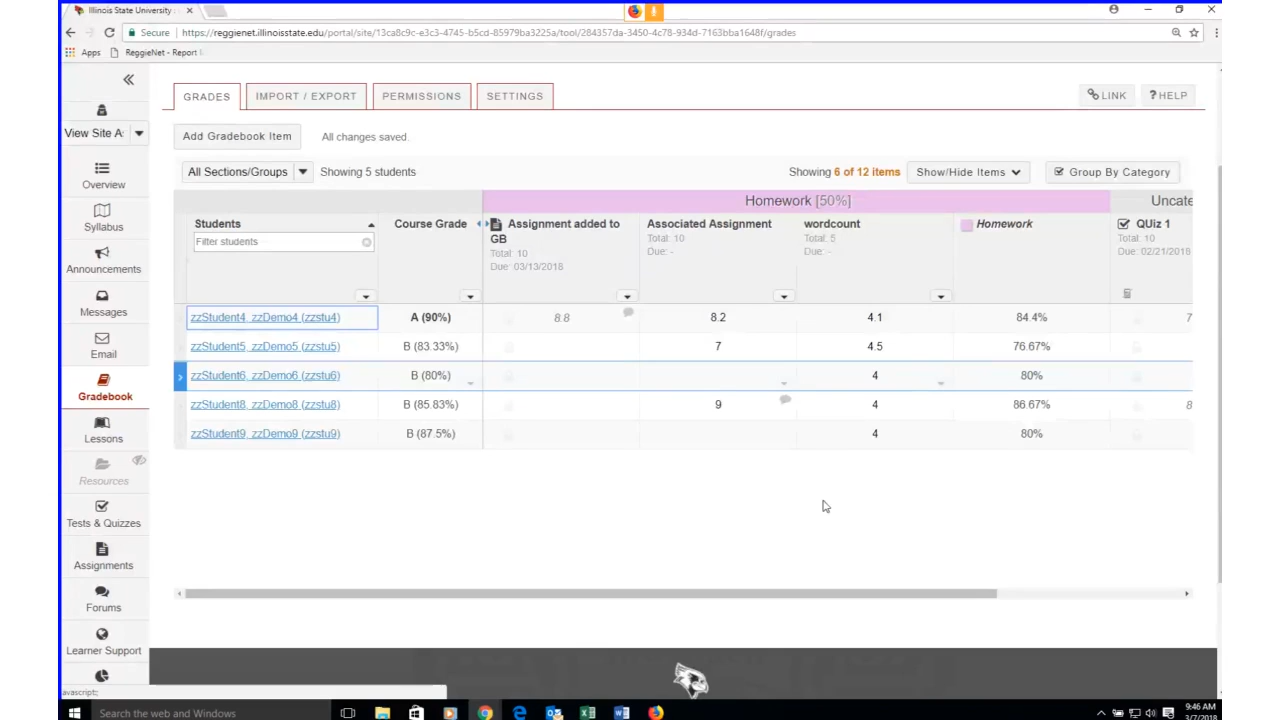 Illinois State University :
Secure
https://reggienet.illinoisstate.edu/portal/site/13ca8c9c-e3c3-4745-b5cd-85979ba3225a/tool/284357da-3450-4c78-934d-7163bba1648f/grades
Apps
ReggieNet - Report
View Site A:
Overview
Syllabus
Announcements
Messages
Email
Gradebook
Lessons
Resources
Tests & Quizzes
Assignments
Forums
Learner Support
GRADES
IMPORT / EXPORT
PERMISSIONS
SETTINGS
LINK
? HELP
Add Gradebook Item
All changes saved.
All Sections/Groups
Showing 5 students
Showing 6 of 12 items
Show/Hide Items
Group By Category
Homework [50%]
Uncate
Students
Filter students
Course Grade
Assignment added to
GB
Total: 10
Due: 03/13/2018
Associated Assignment
Total: 10
Due: -
wordcount
Total: 5
Due: -
Homework
QUiz 1
Total: 10
Due: 02/21/2018
zzStudent4, zzDemo4 (zzstu4) A (90%) 8.8 8.2 4.1 84.4% 7
zzStudent5, zzDemo5 (zzstu5) B (83.33%) 7 4.5 76.67%
zzStudent6, zzDemo6 (zzstu6) B (80%) 4 80%
zzStudent8, zzDemo8 (zzstu8) B (85.83%) 9 4 86.67% 8
zzStudent9, zzDemo9 (zzstu9) B (87.5%) 4 80%
avascript:;
Search the web and Windows
9:46 AM
3/7/2018